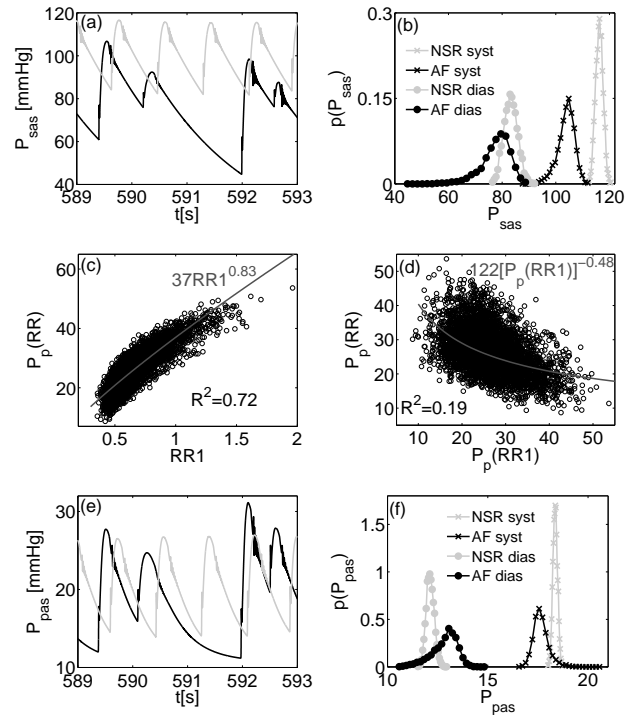 (a)
P_sas [mmHg]
120
100
80
60
40
589 590 591 592 593
t[s]
(b)
p(P_sas)
0.3
0.15
0
NSR syst
AF syst
NSR dias
AF dias
40 60 80 100 120
P_sas
(c)
P_p(RR)
60
40
20
37RR1^0.83
R^2=0.72
0.5 1 1.5 2
RR1
(d)
P_p(RR)
50
40
30
20
10
122[P_p(RR1)]^−0.48
R^2=0.19
10 20 30 40 50
P_p(RR1)
(e)
P_pas [mmHg]
30
20
10
589 590 591 592 593
t[s]
(f)
p(P_pas)
1.5
1
0.5
0
NSR syst
AF syst
NSR dias
AF dias
10 15 20
P_pas